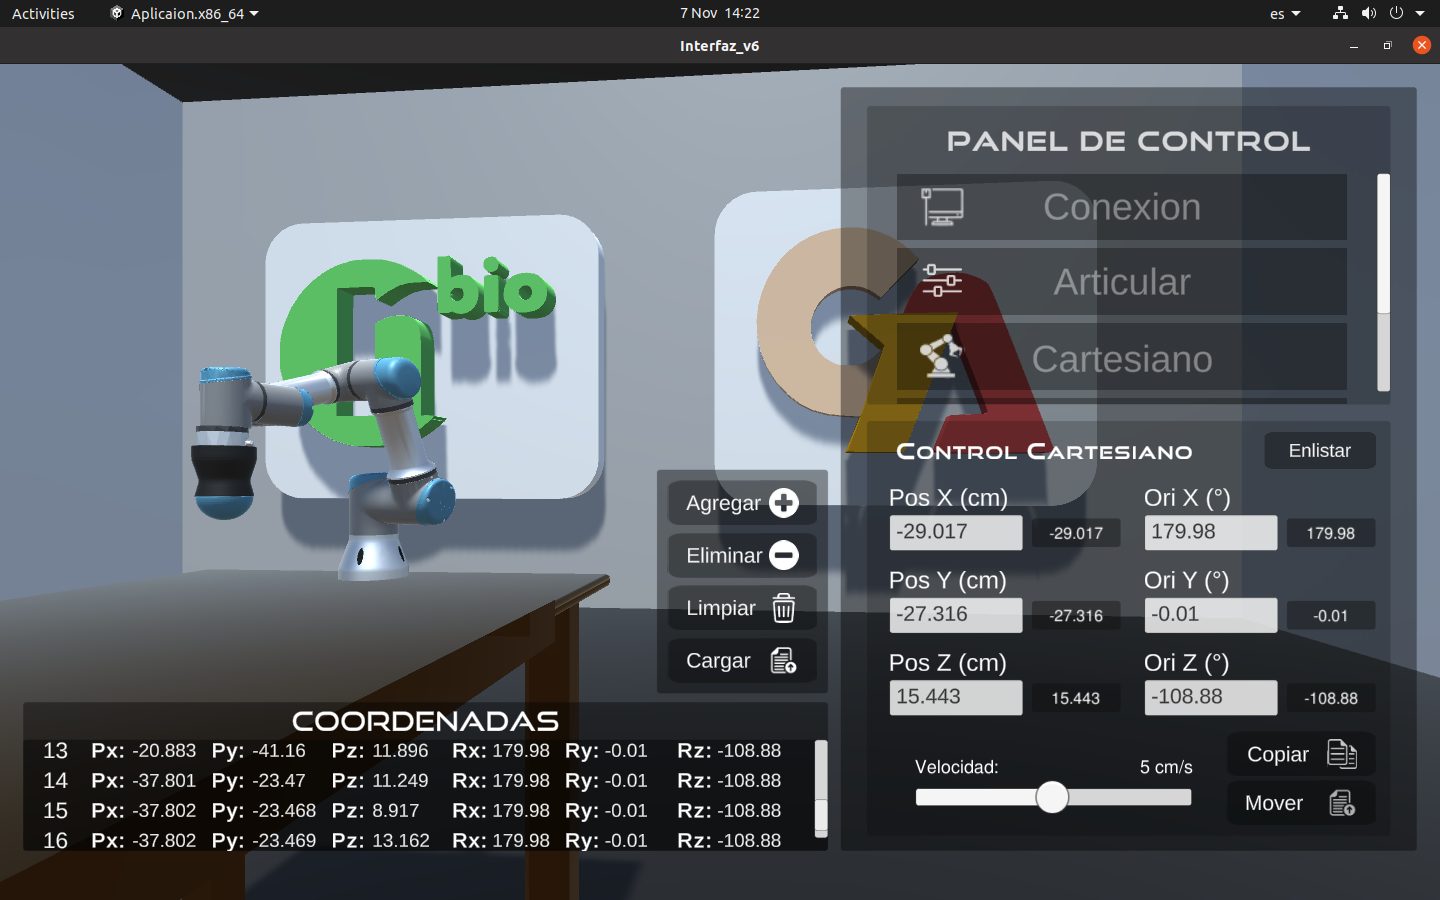 Activities Aplicaion.x86_64 7 Nov 14:22 es
Interfaz_v6
PANEL DE CONTROL
Conexion
Articular
Cartesiano
nbio
CIA
CONTROL CARTESIANO Enlistar
Pos X (cm) Ori X (°)
-29.017 -29.017 179.98 179.98
Pos Y (cm) Ori Y (°)
-27.316 -27.316 -0.01 -0.01
Pos Z (cm) Ori Z (°)
15.443 15.443 -108.88 -108.88
Velocidad: 5 cm/s
Copiar
Mover
Agregar
Eliminar
Limpiar
Cargar
COORDENADAS
13 Px: -20.883 Py: -41.16 Pz: 11.896 Rx: 179.98 Ry: -0.01 Rz: -108.88
14 Px: -37.801 Py: -23.47 Pz: 11.249 Rx: 179.98 Ry: -0.01 Rz: -108.88
15 Px: -37.802 Py: -23.468 Pz: 8.917 Rx: 179.98 Ry: -0.01 Rz: -108.88
16 Px: -37.802 Py: -23.469 Pz: 13.162 Rx: 179.98 Ry: -0.01 Rz: -108.88